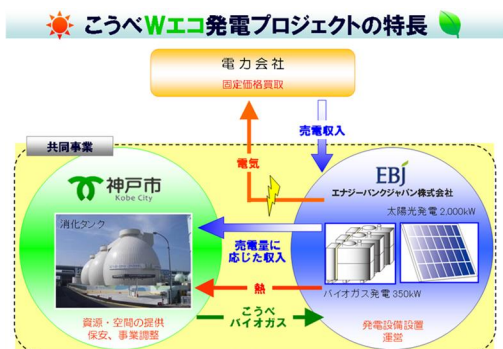 こうべWエコ発電プロジェクトの特長
電力会社
固定価格買取
売電収入
共同事業
電気
神戸市
Kobe City
EBJ
エナジーバンクジャパン株式会社
太陽光発電 2,000kW
消化タンク
売電量に
応じた収入
熱
バイオガス発電 350kW
こうべ
バイオガス
資源・空間の提供
保安、事業調整
発電設備設置
運営